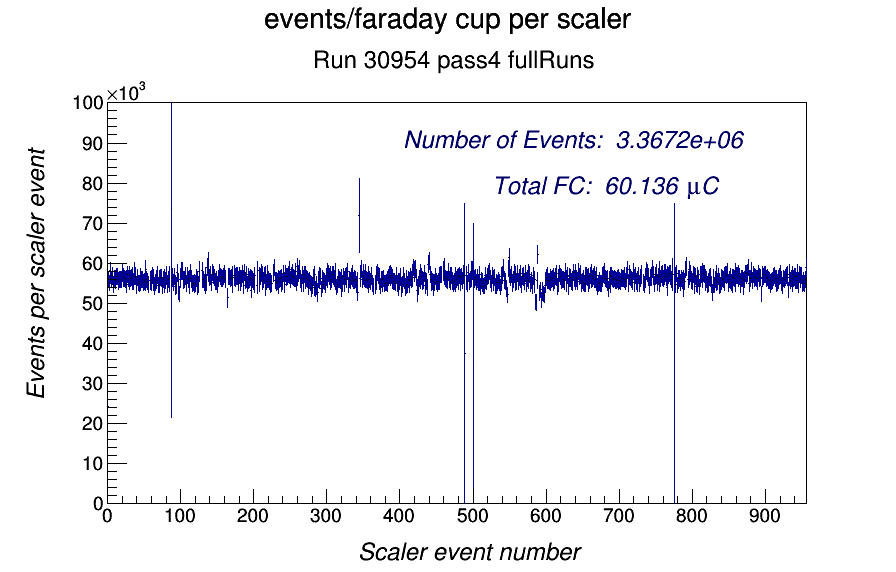 events/faraday cup per scaler
Run 30954 pass4 fullRuns
×10³
100
90
80
70
60
50
40
30
20
10
0
Number of Events: 3.3672e+06
Total FC: 60.136 μC
Events per scaler event
0 100 200 300 400 500 600 700 800 900
Scaler event number